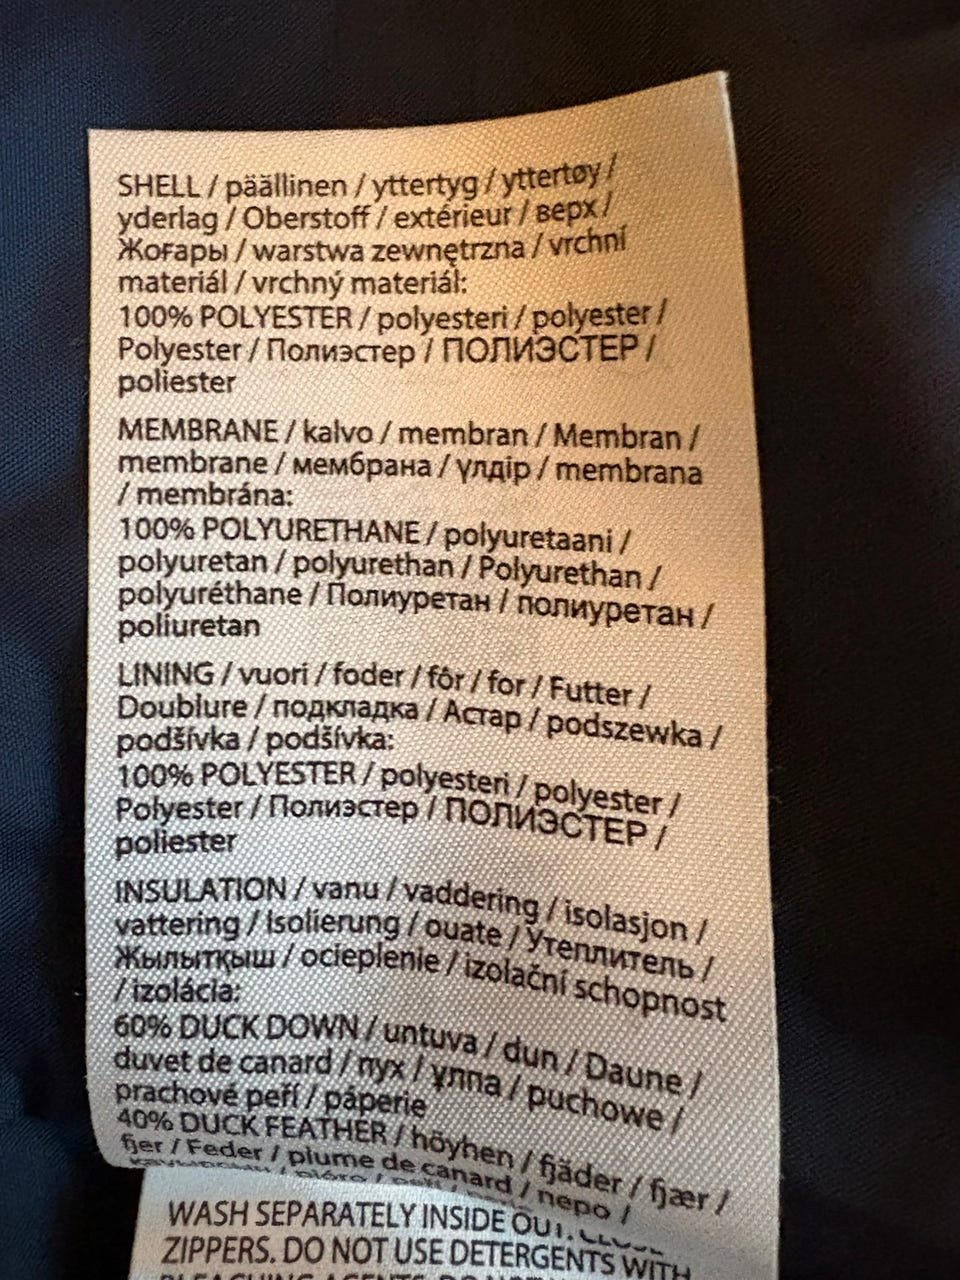 SHELL / päällinen / yttertyg / yttertøy /
yderlag / Oberstoff / extérieur / верх /
Жоғары / warstwa zewnętrzna / vrchní
materiál / vrchný materiál:
100% POLYESTER / polyesteri / polyester /
Polyester / Полиэстер / ПОЛИЭСТЕР /
poliester
MEMBRANE / kalvo / membran / Membran /
membrane / мембрана / үлдір / membrana
/ membrána:
100% POLYURETHANE / polyuretaani /
polyuretan / polyurethan / Polyurethan /
polyuréthane / Полиуретан / полиуретан /
poliuretan
LINING / vuori / foder / fôr / for / Futter /
Doublure / подкладка / Астар / podszewka /
podšívka / podšívka:
100% POLYESTER / polyesteri / polyester /
Polyester / Полиэстер / ПОЛИЭСТЕР /
poliester
INSULATION / vanu / vaddering / isolasjon /
vattering / Isolierung / ouate / Утеплитель /
Жылытқыш / ocieplenie / izolační schopnost
/ izolácia:
60% DUCK DOWN / untuva / dun / Daune /
duvet de canard / пух / ұлпа / puchowe /
prachové peří / páperie
40% DUCK FEATHER / höyhen / fjäder / fjær /
fjer / Feder / plume de canard / перо /
WASH SEPARATELY INSIDE OUT.
ZIPPERS. DO NOT USE DETERGENTS WITH